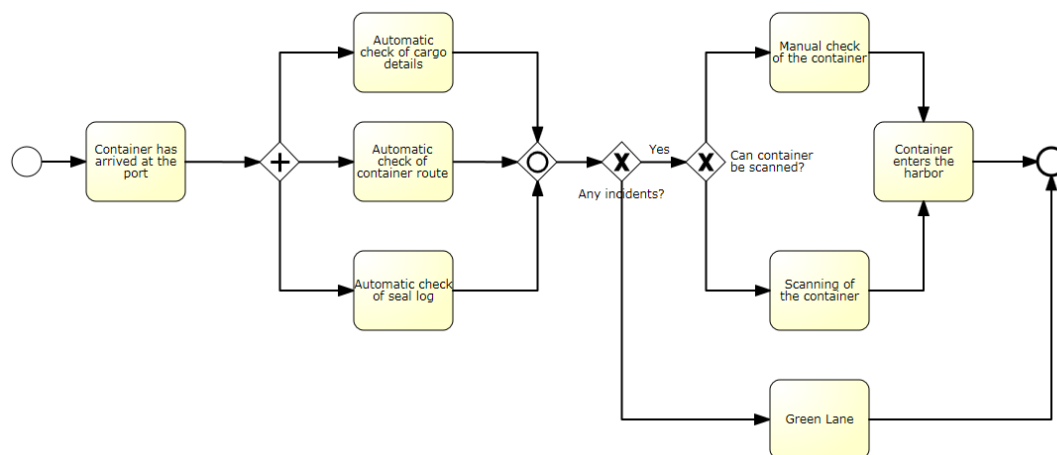 Automatic
check of cargo
details
Manual check
of the container
Container has
arrived at the
port
Automatic
check of
container route
Yes
Any incidents?
Can container
be scanned?
Container
enters the
harbor
Automatic check
of seal log
Scanning of
the container
Green Lane